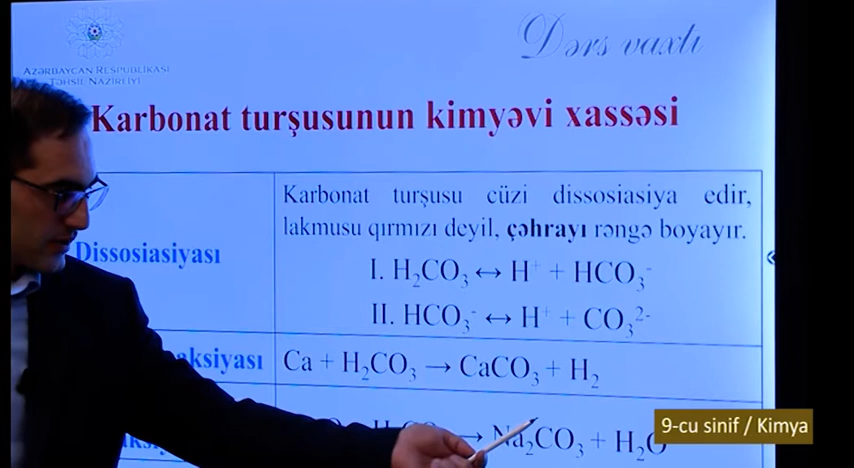 Dərs vaxtı
AZƏRBAYCAN RESPUBLİKASI
TƏHSİL NAZİRLİYİ
Karbonat turşusunun kimyəvi xassəsi
Dissosiasiyası
Karbonat turşusu cüzi dissosiasiya edir,
lakmusu qırmızı deyil, çəhrayı rəngə boyayır.
I. H₂CO₃ ↔ H⁺ + HCO₃⁻
II. HCO₃⁻ ↔ H⁺ + CO₃²⁻
Ca + H₂CO₃ → CaCO₃ + H₂
→ Na₂CO₃ + H₂O
9-cu sinif / Kimya